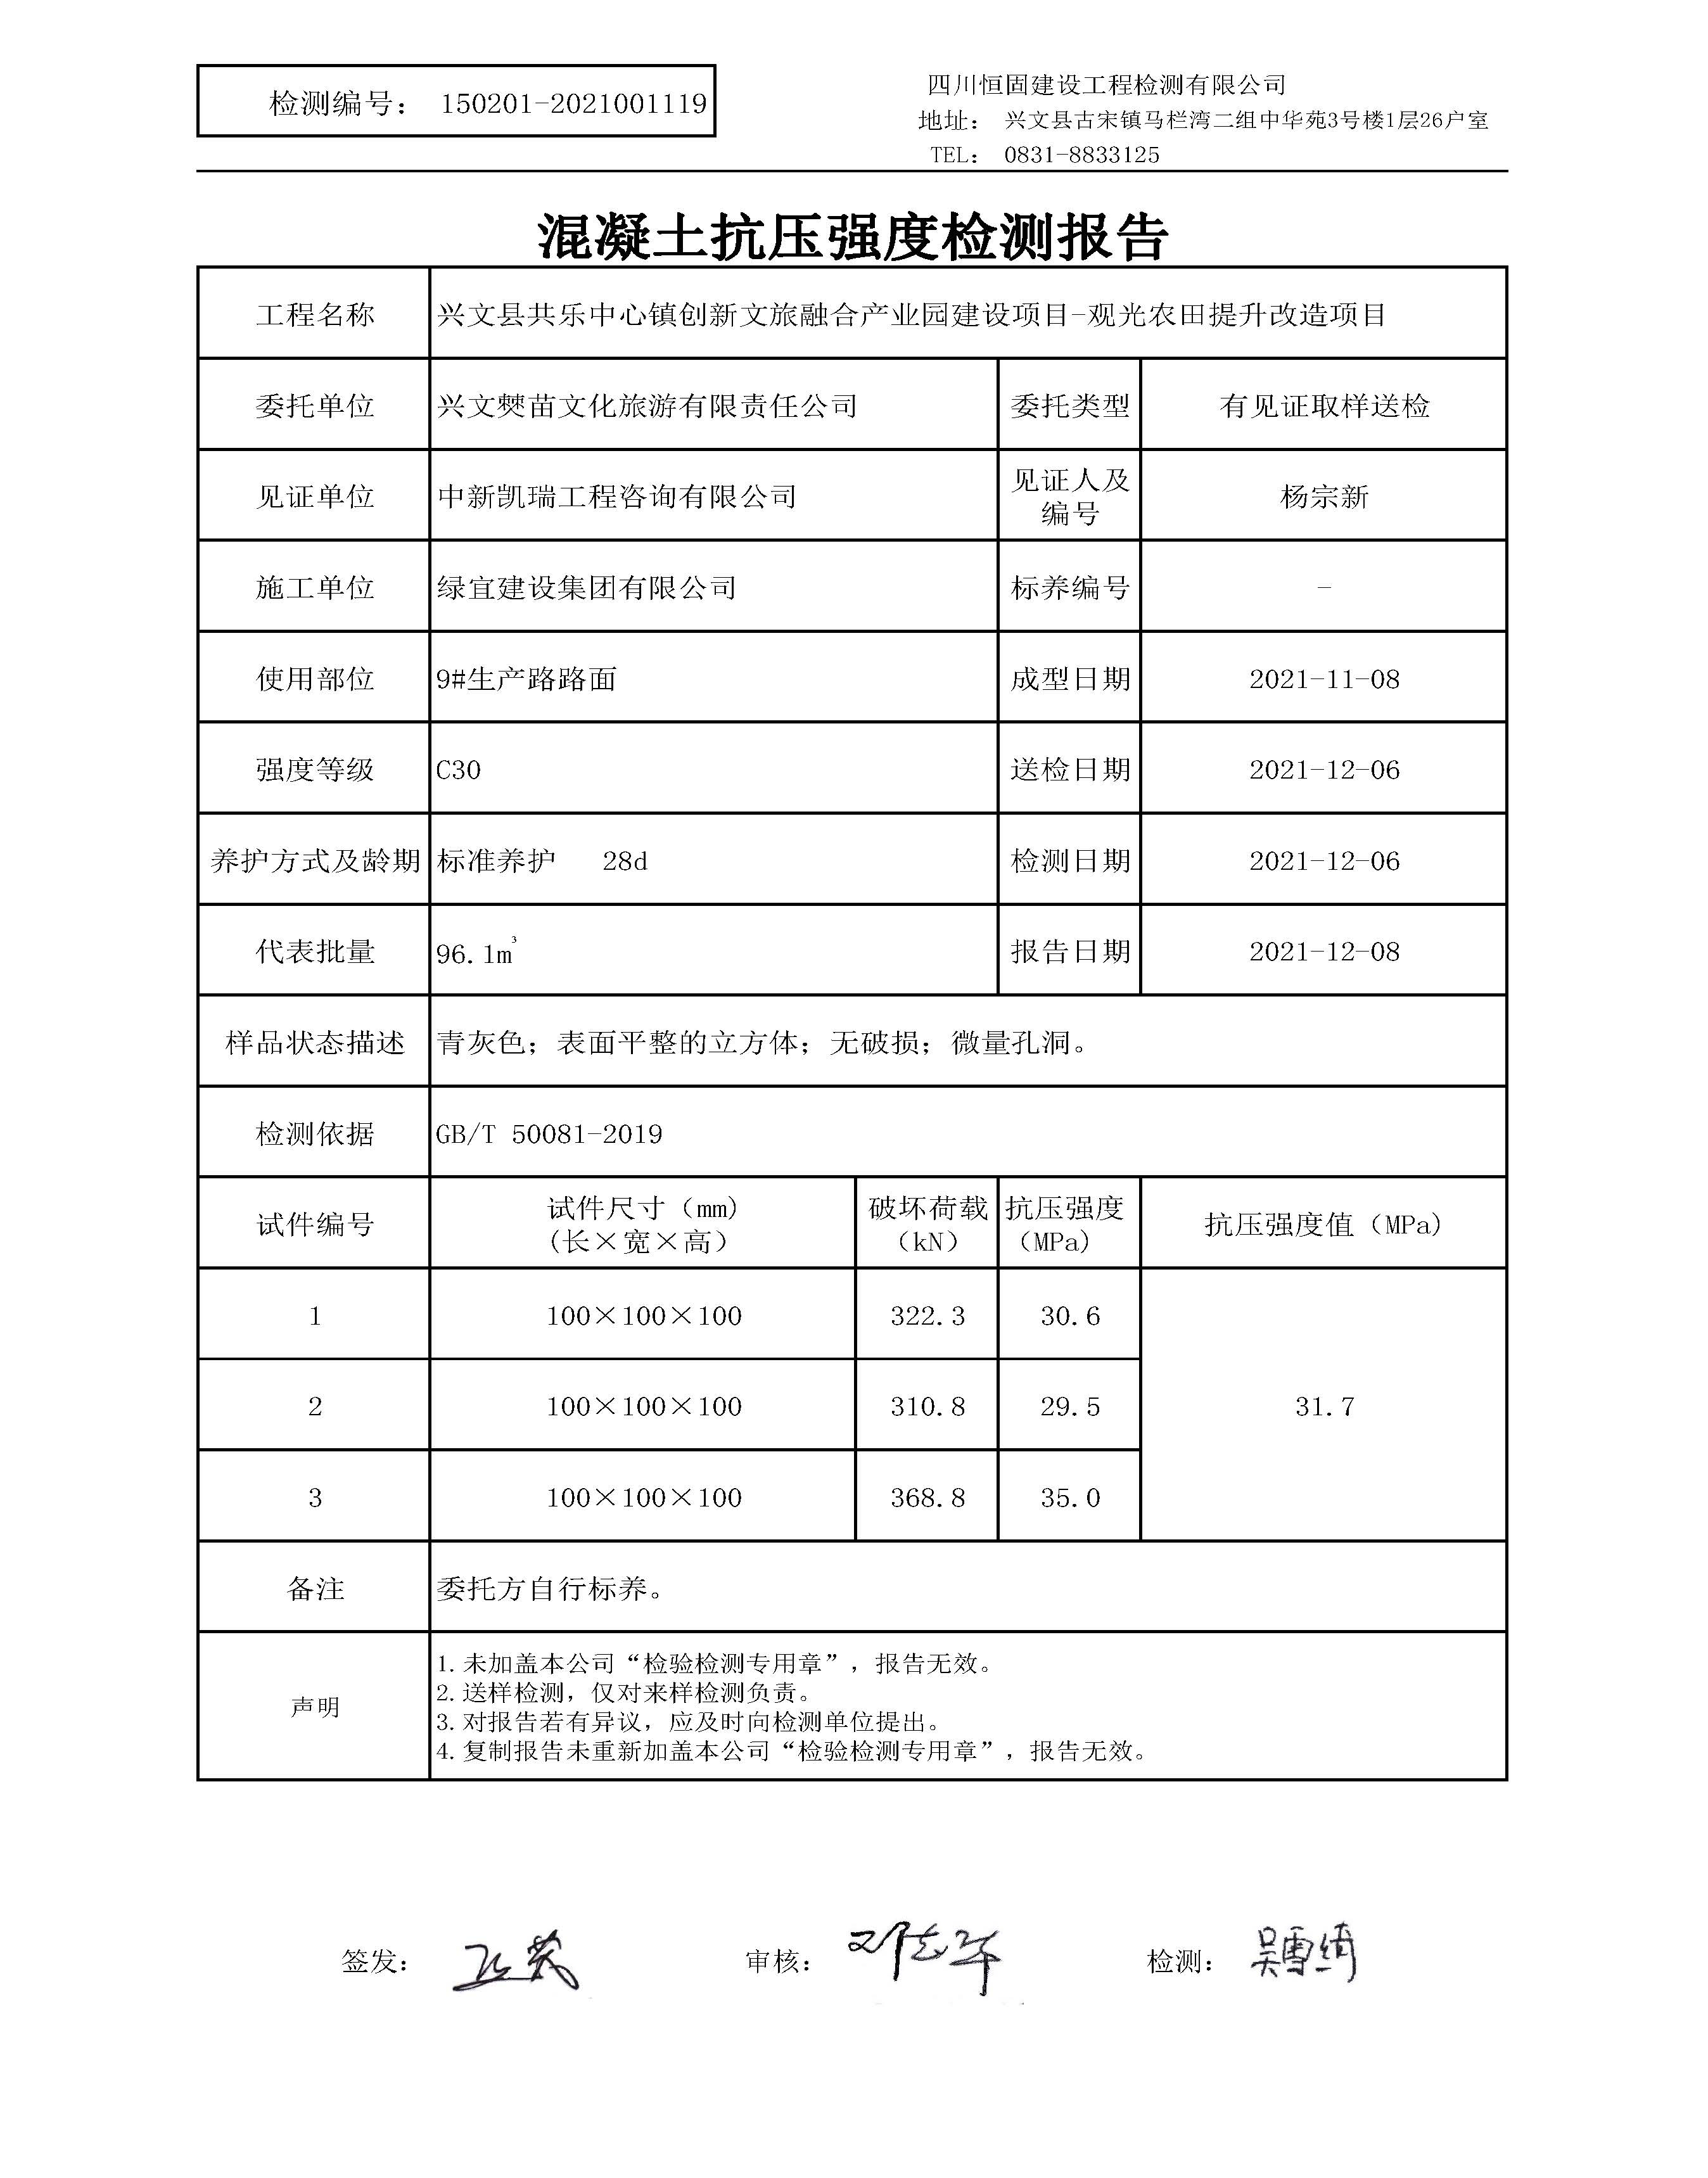 检测编号： 150201-2021001119
四川恒固建设工程检测有限公司
地址： 兴文县古宋镇马栏湾二组中华苑3号楼1层26户室
TEL： 0831-8833125
混凝土抗压强度检测报告
工程名称 兴文县共乐中心镇创新文旅融合产业园建设项目-观光农田提升改造项目
委托单位 兴文僰苗文化旅游有限责任公司 委托类型 有见证取样送检
见证单位 中新凯瑞工程咨询有限公司 见证人及编号 杨宗新
施工单位 绿宜建设集团有限公司 标养编号 -
使用部位 9#生产路路面 成型日期 2021-11-08
强度等级 C30 送检日期 2021-12-06
养护方式及龄期 标准养护 28d 检测日期 2021-12-06
代表批量 96.1m³ 报告日期 2021-12-08
样品状态描述 青灰色；表面平整的立方体；无破损；微量孔洞。
检测依据 GB/T 50081-2019
试件编号 试件尺寸（mm）(长×宽×高） 破坏荷载（kN） 抗压强度（MPa） 抗压强度值（MPa）
1 100×100×100 322.3 30.6
2 100×100×100 310.8 29.5 31.7
3 100×100×100 368.8 35.0
备注 委托方自行标养。
声明
1.未加盖本公司“检验检测专用章”，报告无效。
2.送样检测，仅对来样检测负责。
3.对报告若有异议，应及时向检测单位提出。
4.复制报告未重新加盖本公司“检验检测专用章”，报告无效。
签发： 审核： 检测： 吴雪绮